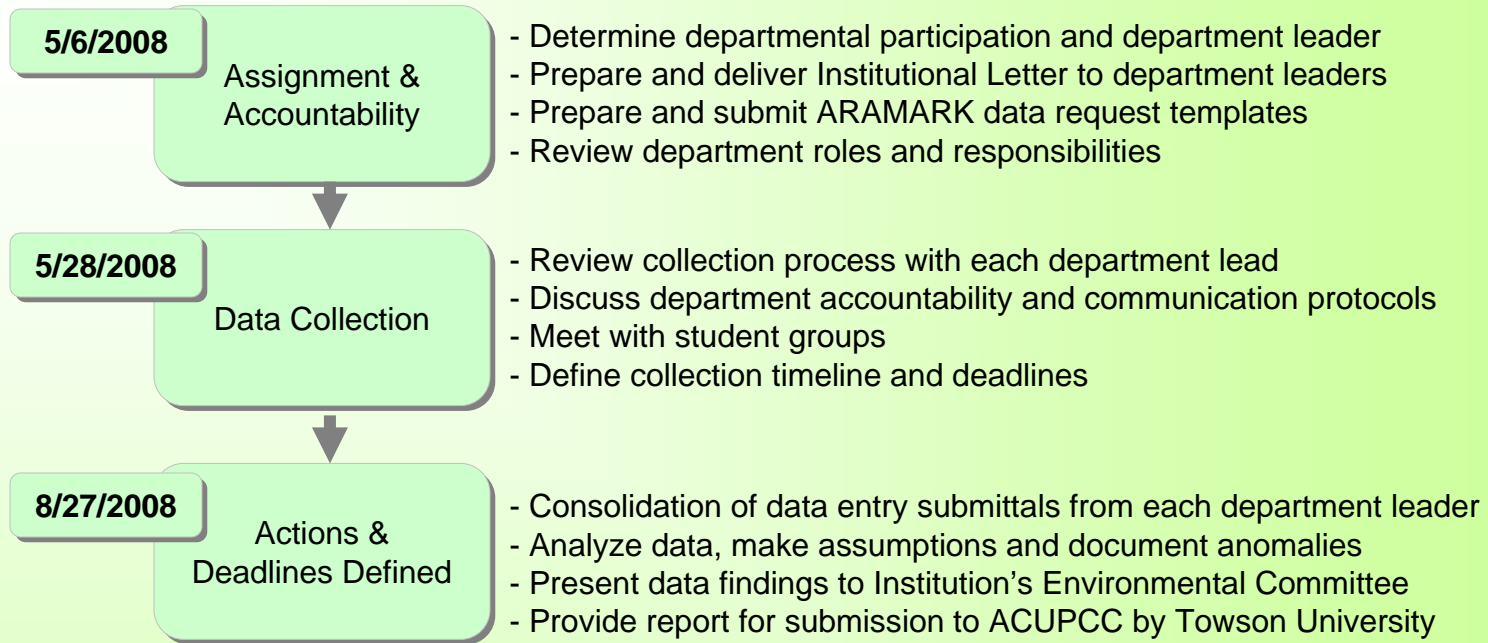 5/6/2008
Assignment &
Accountability
- Determine departmental participation and department leader
- Prepare and deliver Institutional Letter to department leaders
- Prepare and submit ARAMARK data request templates
- Review department roles and responsibilities
5/28/2008
Data Collection
- Review collection process with each department lead
- Discuss department accountability and communication protocols
- Meet with student groups
- Define collection timeline and deadlines
8/27/2008
Actions &
Deadlines Defined
- Consolidation of data entry submittals from each department leader
- Analyze data, make assumptions and document anomalies
- Present data findings to Institution’s Environmental Committee
- Provide report for submission to ACUPCC by Towson University